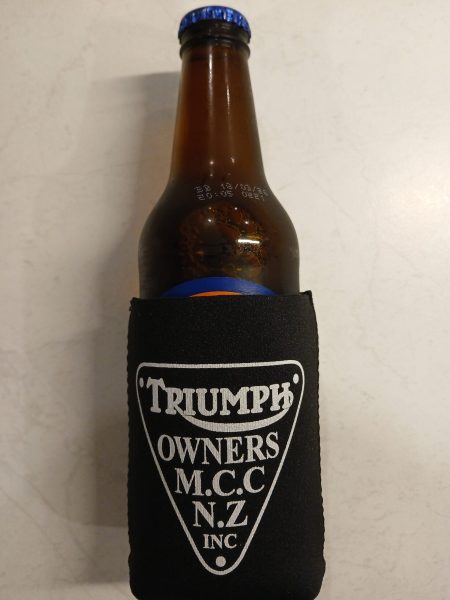 TRIUMPH
OWNERS
M.C.C
N.Z
INC